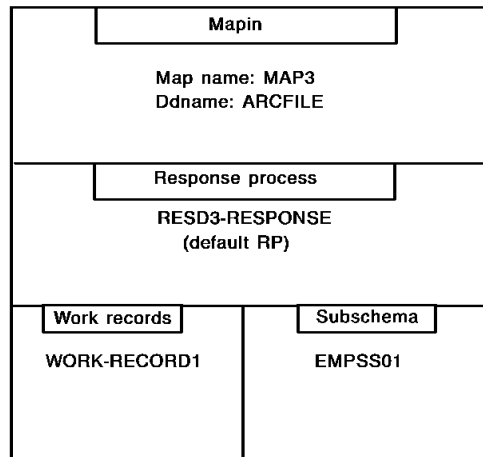 Mapin
Map name: MAP3
Ddname: ARCFILE
Response process
RESD3-RESPONSE
(default RP)
Work records
Subschema
WORK-RECORD1
EMPSS01